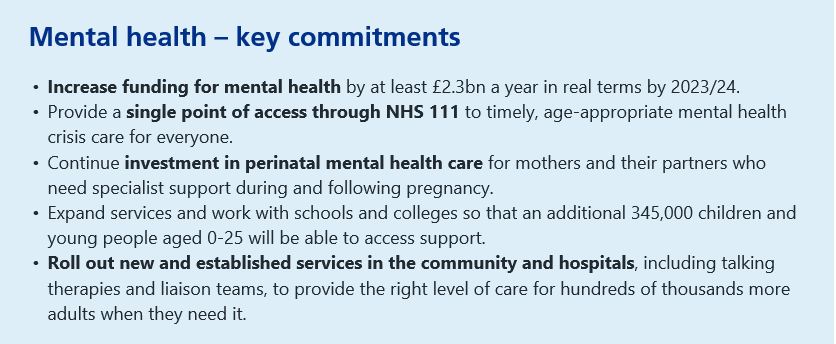 Mental health – key commitments
• Increase funding for mental health by at least £2.3bn a year in real terms by 2023/24.
• Provide a single point of access through NHS 111 to timely, age-appropriate mental health
crisis care for everyone.
• Continue investment in perinatal mental health care for mothers and their partners who
need specialist support during and following pregnancy.
• Expand services and work with schools and colleges so that an additional 345,000 children and
young people aged 0-25 will be able to access support.
• Roll out new and established services in the community and hospitals, including talking
therapies and liaison teams, to provide the right level of care for hundreds of thousands more
adults when they need it.